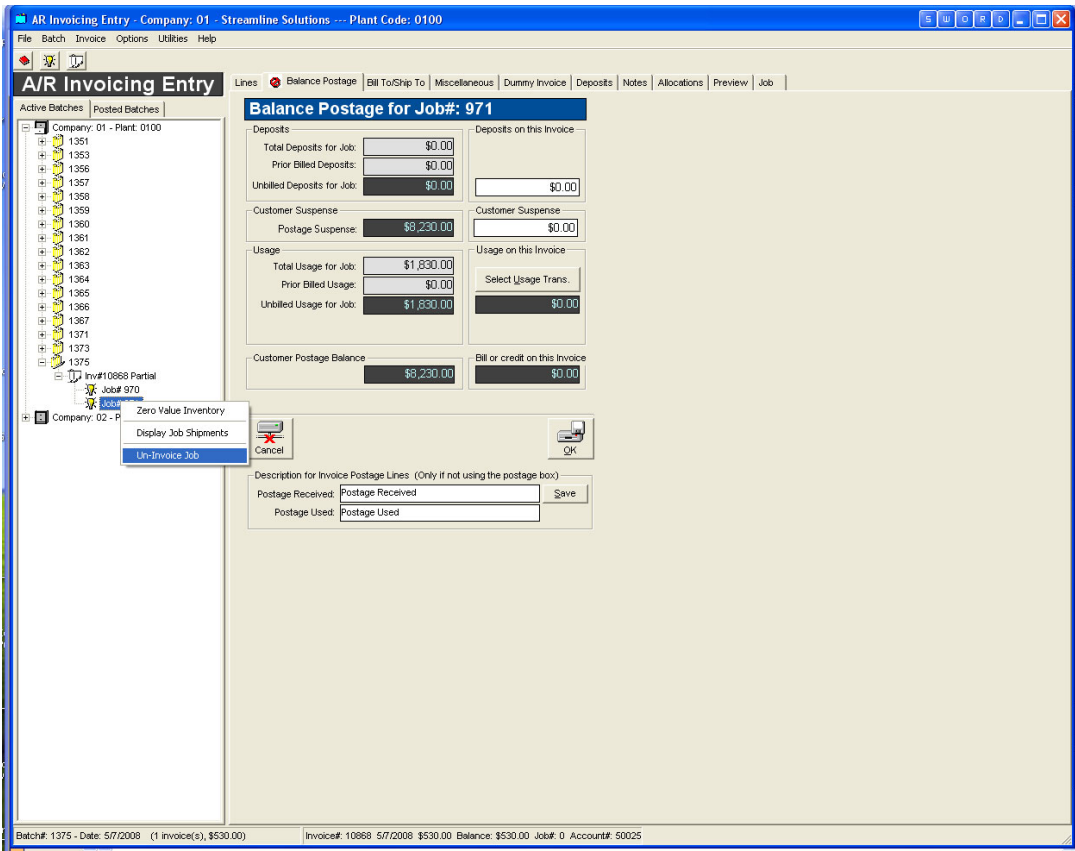 AR Invoicing Entry - Company: 01 - Streamline Solutions --- Plant Code: 0100 S W O R D
File Batch Invoice Options Utilities Help
A/R Invoicing Entry
Lines Balance Postage Bill To/Ship To Miscellaneous Dummy Invoice Deposits Notes Allocations Preview Job
Active Batches Posted Batches
Company: 01 - Plant: 0100
1351
1353
1356
1357
1358
1359
1360
1361
1362
1363
1364
1365
1366
1367
1371
1373
1375
Inv#10868 Partial
Job# 970
Job#
Company: 02 - P
Zero Value Inventory
Display Job Shipments
Un-Invoice Job
Balance Postage for Job#: 971
Deposits Deposits on this Invoice
Total Deposits for Job: $0.00
Prior Billed Deposits: $0.00
Unbilled Deposits for Job: $0.00 $0.00
Customer Suspense Customer Suspense
Postage Suspense: $8,230.00 $0.00
Usage Usage on this Invoice
Total Usage for Job: $1,830.00
Select Usage Trans.
Prior Billed Usage: $0.00
Unbilled Usage for Job: $1,830.00 $0.00
Customer Postage Balance Bill or credit on this Invoice
$8,230.00 $0.00
Cancel OK
Description for Invoice Postage Lines (Only if not using the postage box)
Postage Received: Postage Received Save
Postage Used: Postage Used
Batch#: 1375 - Date: 5/7/2008 (1 invoice(s), $530.00) Invoice#: 10868 5/7/2008 $530.00 Balance: $530.00 Job#: 0 Account#: 50025